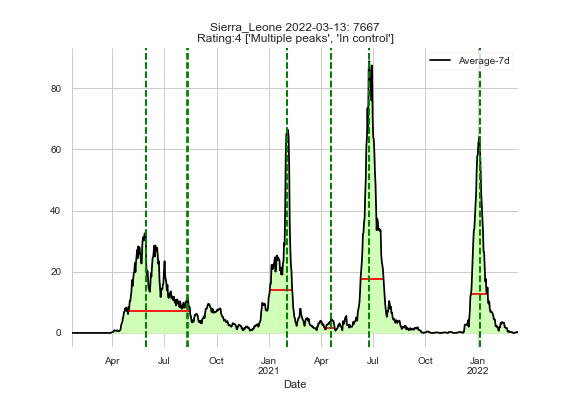 Sierra_Leone 2022-03-13: 7667
Rating:4 ['Multiple peaks', 'In control']
Average-7d
80
60
40
20
0
Apr Jul Oct Jan Apr Jul Oct Jan
2021 2022
Date